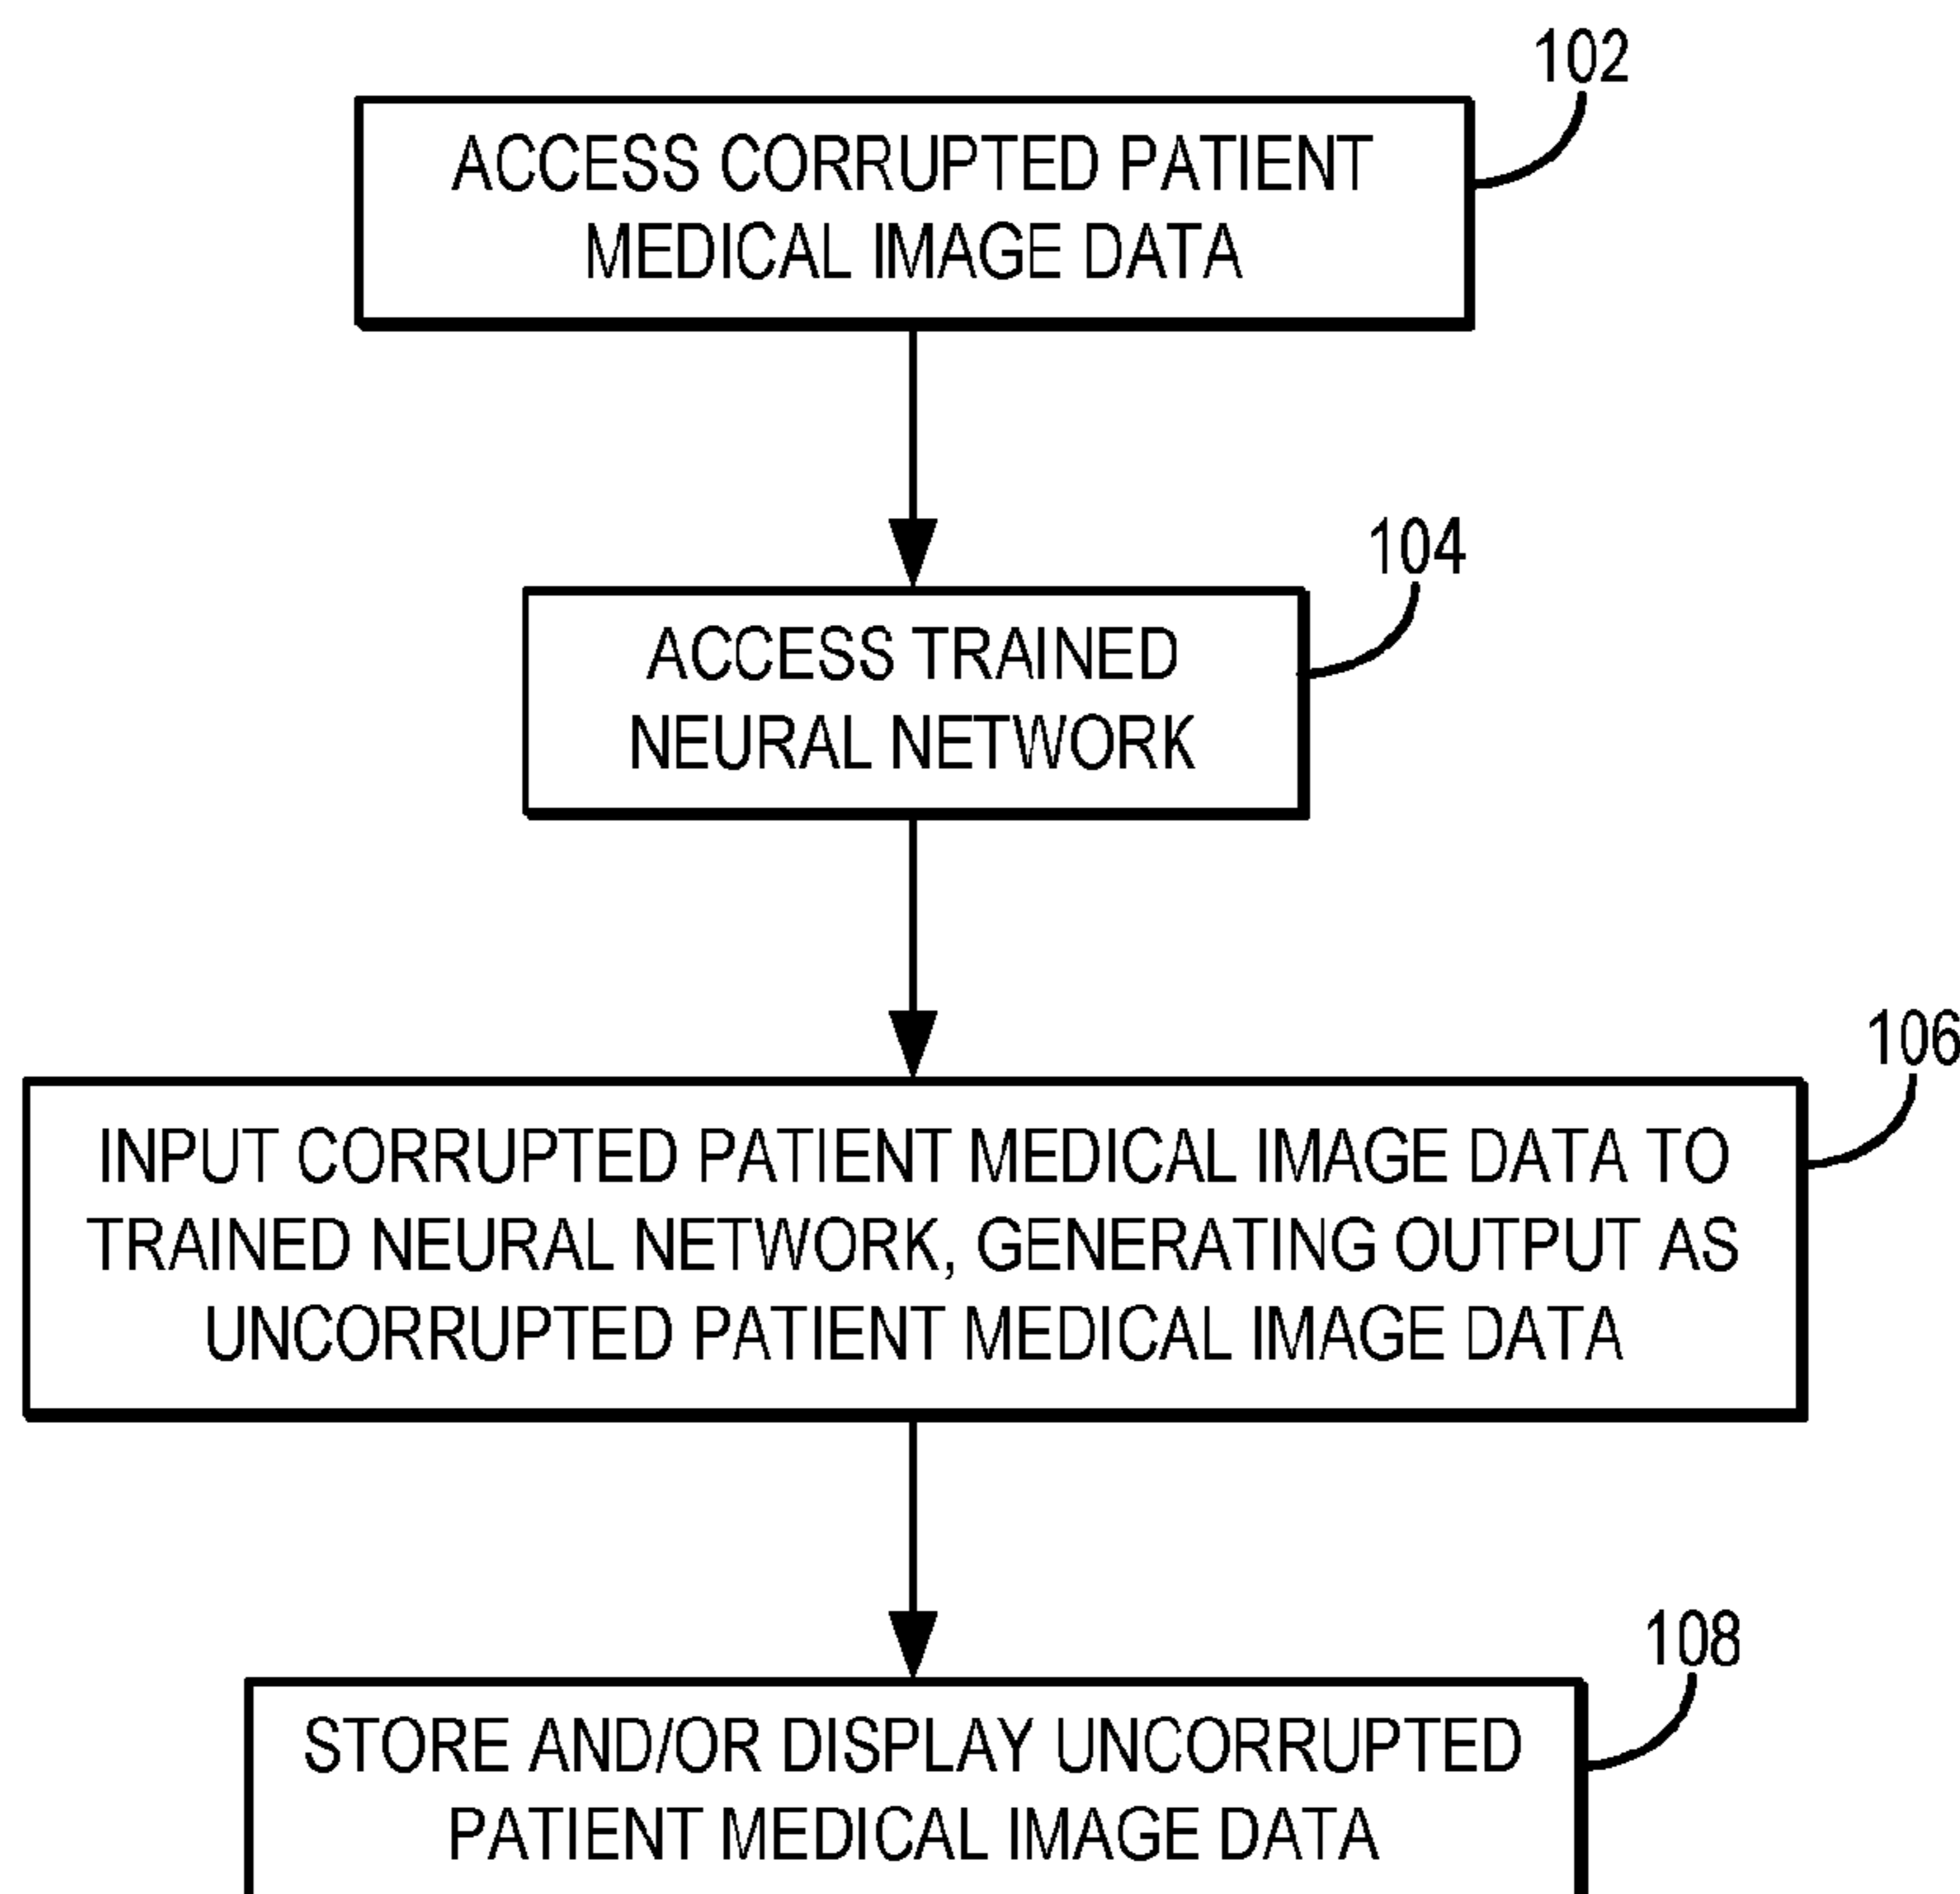 102
ACCESS CORRUPTED PATIENT
MEDICAL IMAGE DATA
104
ACCESS TRAINED
NEURAL NETWORK
106
INPUT CORRUPTED PATIENT MEDICAL IMAGE DATA TO
TRAINED NEURAL NETWORK, GENERATING OUTPUT AS
UNCORRUPTED PATIENT MEDICAL IMAGE DATA
108
STORE AND/OR DISPLAY UNCORRUPTED
PATIENT MEDICAL IMAGE DATA